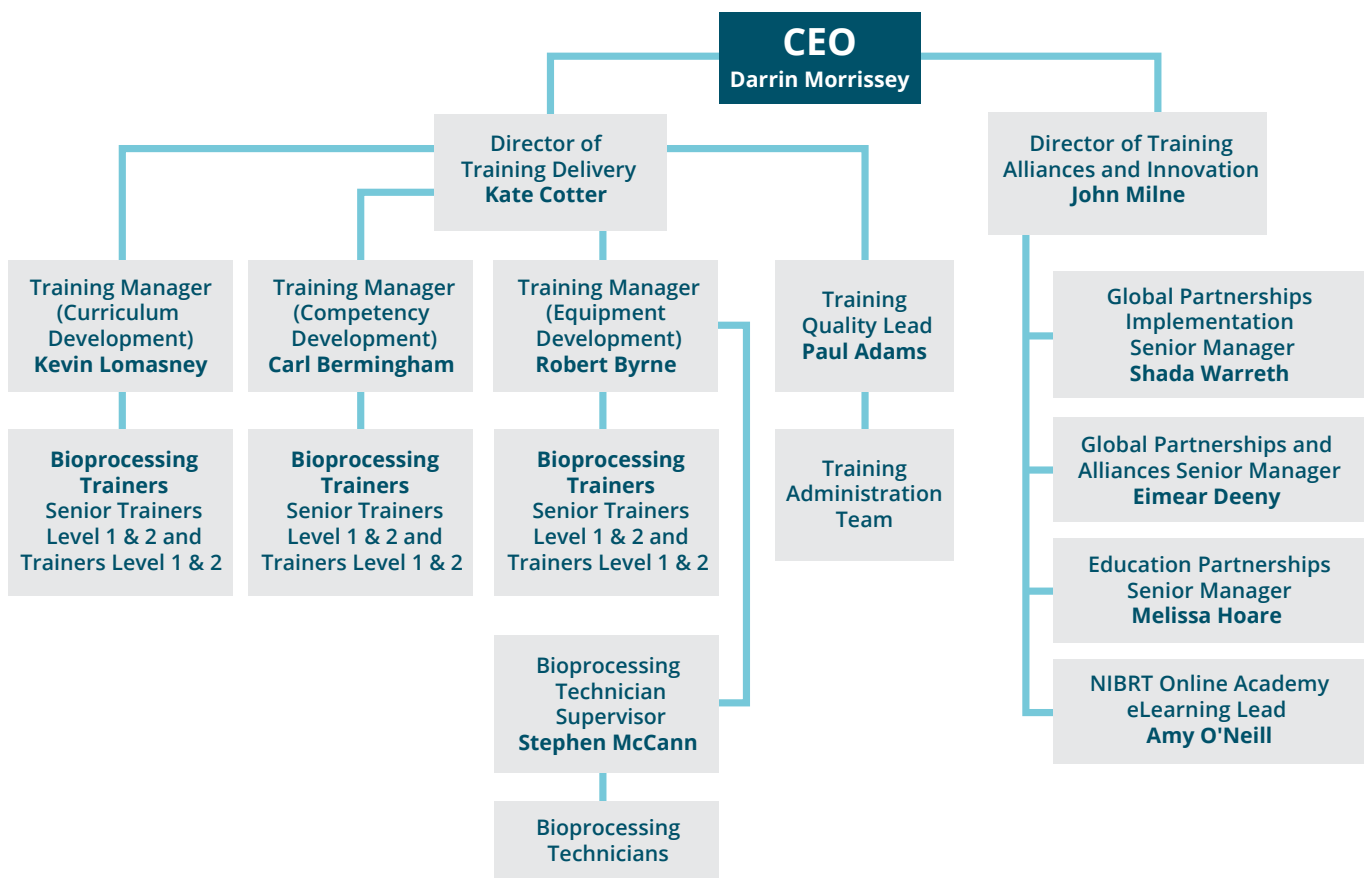 CEO
Darrin Morrissey
Director of
Training Delivery
Kate Cotter
Director of Training
Alliances and Innovation
John Milne
Training Manager
(Curriculum
Development)
Kevin Lomasney
Training Manager
(Competency
Development)
Carl Bermingham
Training Manager
(Equipment
Development)
Robert Byrne
Training
Quality Lead
Paul Adams
Bioprocessing
Trainers
Senior Trainers
Level 1 & 2 and
Trainers Level 1 & 2
Bioprocessing
Trainers
Senior Trainers
Level 1 & 2 and
Trainers Level 1 & 2
Bioprocessing
Trainers
Senior Trainers
Level 1 & 2 and
Trainers Level 1 & 2
Training
Administration
Team
Bioprocessing
Technician
Supervisor
Stephen McCann
Bioprocessing
Technicians
Global Partnerships
Implementation
Senior Manager
Shada Warreth
Global Partnerships and
Alliances Senior Manager
Eimear Deeny
Education Partnerships
Senior Manager
Melissa Hoare
NIBRT Online Academy
eLearning Lead
Amy O'Neill